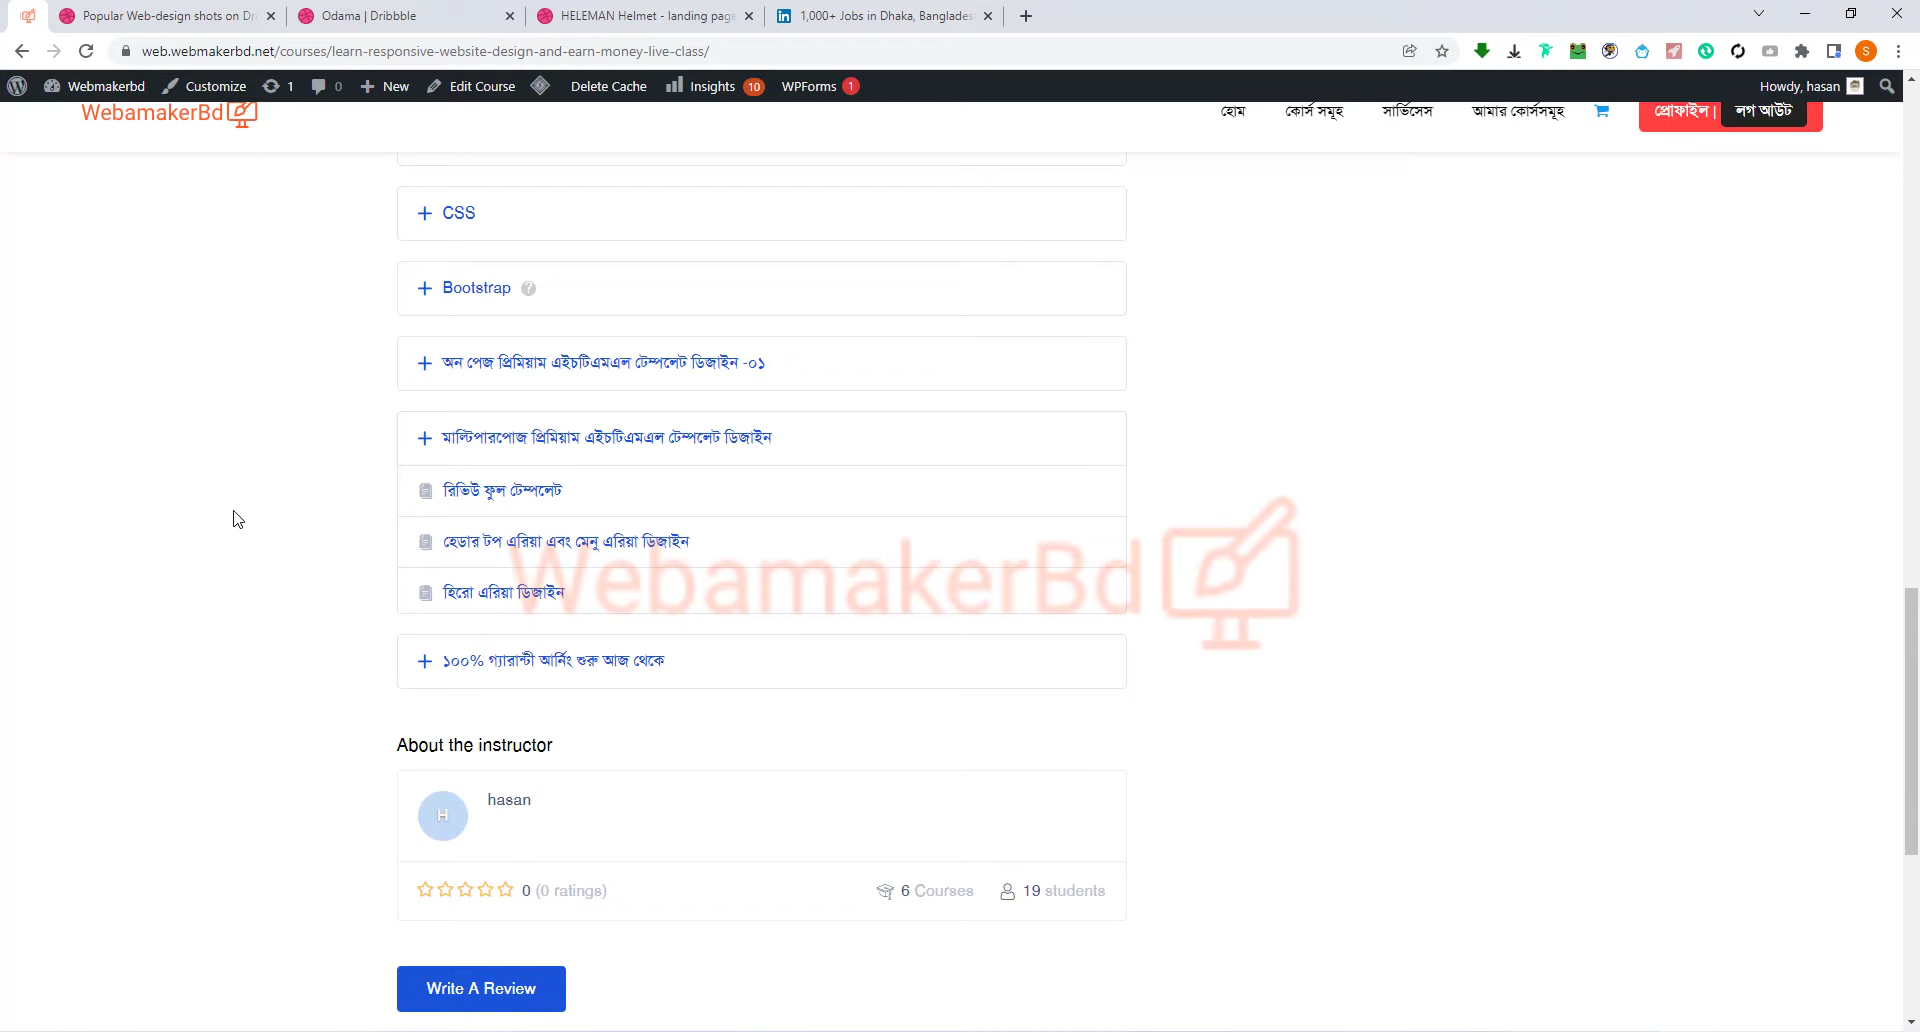 Popular Web-design shots on Dr
Odama | Dribbble
HELEMAN Helmet - landing page
in 1,000+ Jobs in Dhaka, Banglades
web.webmakerbd.net/courses/learn-responsive-website-design-and-earn-money-live-class/
S
Webmakerbd Customize 1 0 New Edit Course Delete Cache Insights 10 WPForms 1 Howdy, hasan
WebamakerBd
হোম কোর্স সমূহ সার্ভিসেস আমার কোর্সসমূহ প্রোফাইল | লগ আউট
+ CSS
+ Bootstrap ?
+ অন পেজ প্রিমিয়াম এইচটিএমএল টেম্পলেট ডিজাইন -০১
+ মাল্টিপারপোজ প্রিমিয়াম এইচটিএমএল টেম্পলেট ডিজাইন
রিভিউ ফুল টেম্পলেট
হেডার টপ এরিয়া এবং মেনু এরিয়া ডিজাইন
হিরো এরিয়া ডিজাইন
WebamakerBd
+ ১০০% গ্যারান্টী আর্নিং শুরু আজ থেকে
About the instructor
H
hasan
0 (0 ratings) 6 Courses 19 students
Write A Review